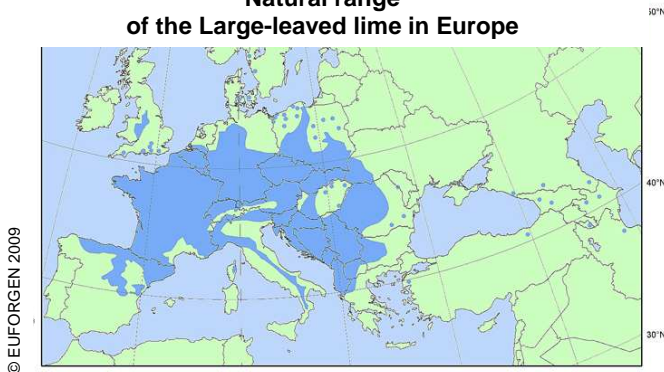 Natural range
of the Large-leaved lime in Europe
50°N
40°N
30°N
© EUFORGEN 2009